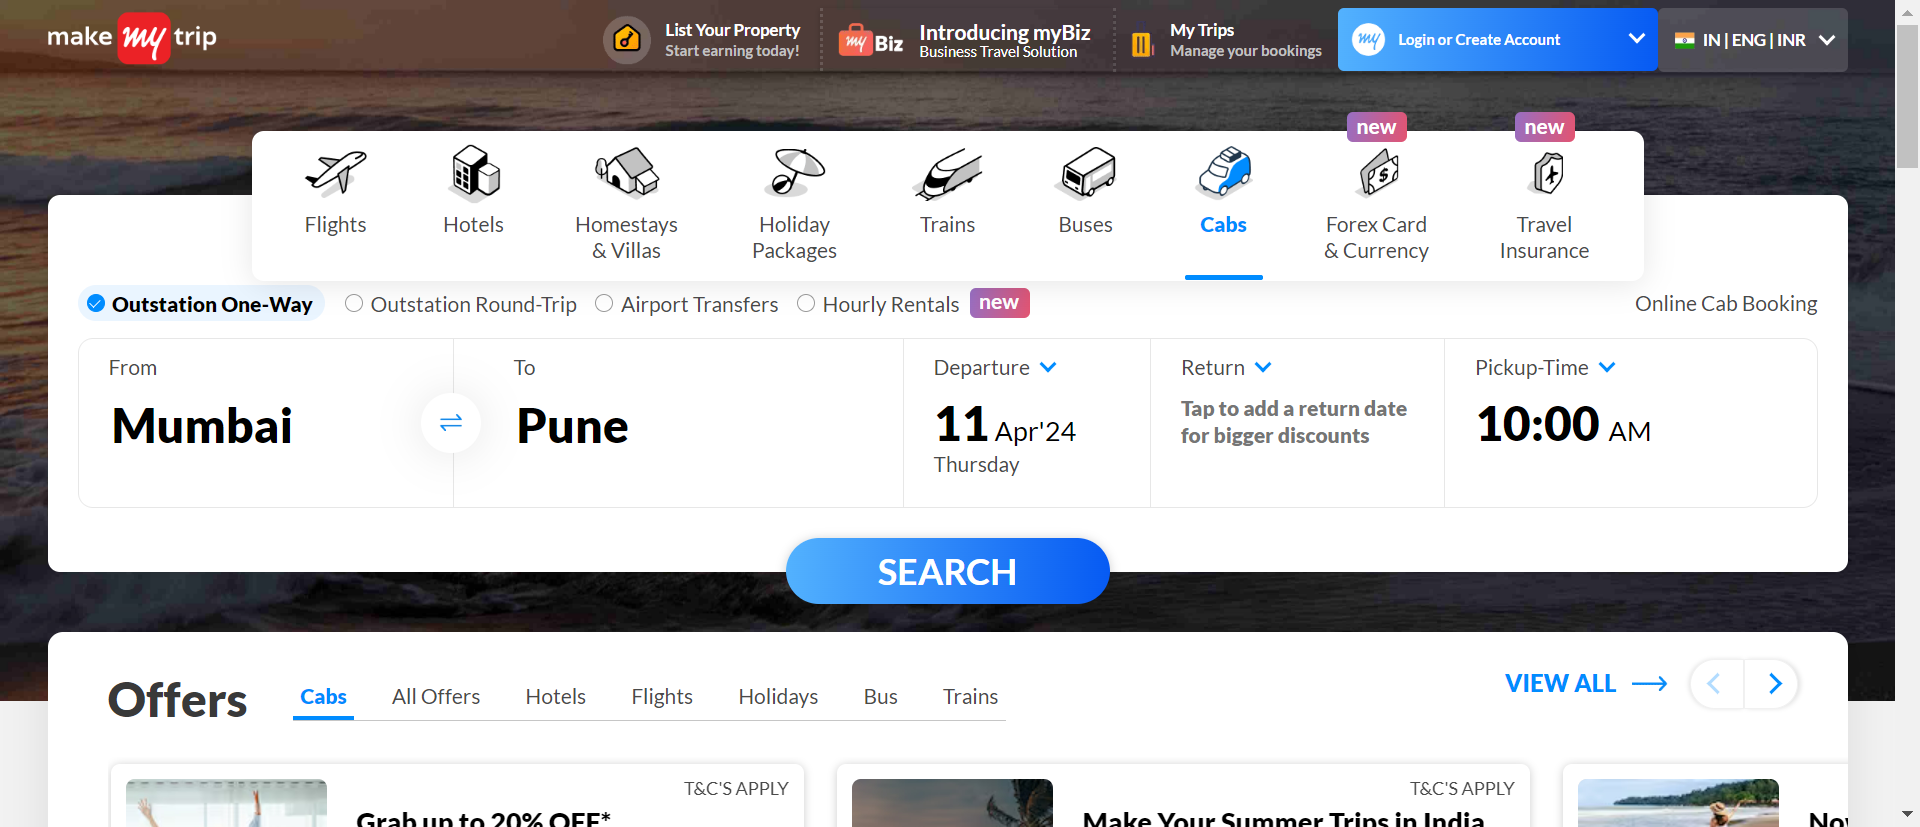 make my trip
List Your Property
Start earning today!
my Biz
Introducing myBiz
Business Travel Solution
My Trips
Manage your bookings
my Login or Create Account
IN | ENG | INR
new
new
Flights
Hotels
Homestays
& Villas
Holiday
Packages
Trains
Buses
Cabs
Forex Card
& Currency
Travel
Insurance
Outstation One-Way
Outstation Round-Trip
Airport Transfers
Hourly Rentals
new
Online Cab Booking
From
Mumbai
To
Pune
Departure
11 Apr'24
Thursday
Return
Tap to add a return date
for bigger discounts
Pickup-Time
10:00 AM
SEARCH
Offers
Cabs
All Offers
Hotels
Flights
Holidays
Bus
Trains
VIEW ALL
T&C'S APPLY
Grab up to 20% OFF*
T&C'S APPLY
Make Your Summer Trips in India